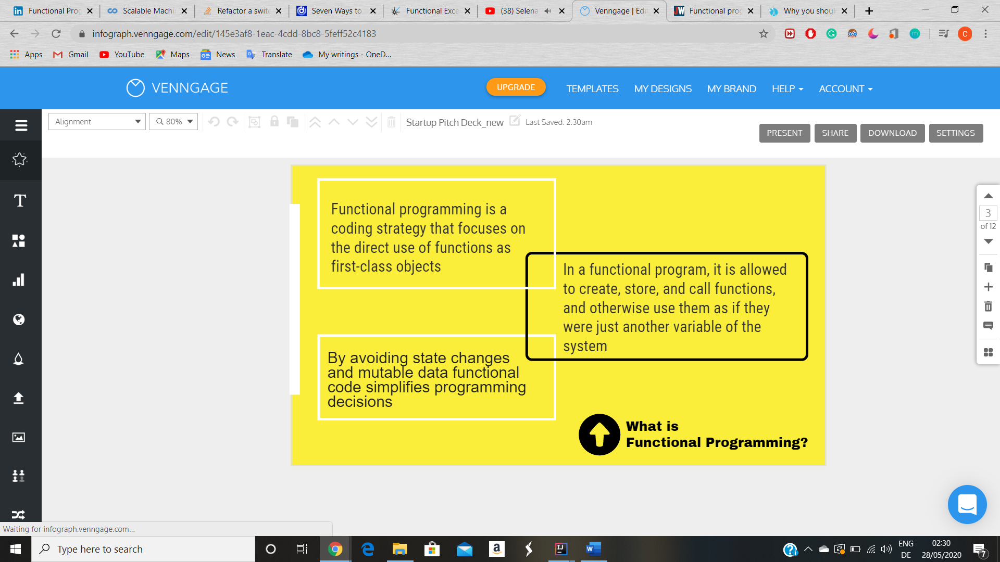 Functional Prog
Scalable Machi
Refactor a swit
Seven Ways to
Functional Exce
(38) Selena
Venngage | Edi
Functional prog
Why you shoul
infograph.venngage.com/edit/145e3af8-1eac-4cdd-8bc8-5feff52c4183
C
Apps
Gmail
YouTube
Maps
News
Translate
My writings - OneD...
VENNGAGE
UPGRADE
TEMPLATES
MY DESIGNS
MY BRAND
HELP
ACCOUNT
Alignment
80%
Startup Pitch Deck_new
Last Saved: 2:30am
PRESENT
SHARE
DOWNLOAD
SETTINGS
Functional programming is a
coding strategy that focuses on
the direct use of functions as
first-class objects
In a functional program, it is allowed
to create, store, and call functions,
and otherwise use them as if they
were just another variable of the
system
By avoiding state changes
and mutable data functional
code simplifies programming
decisions
What is
Functional Programming?
3
of 12
Waiting for infograph.venngage.com...
Type here to search
ENG
DE
02:30
28/05/2020
7